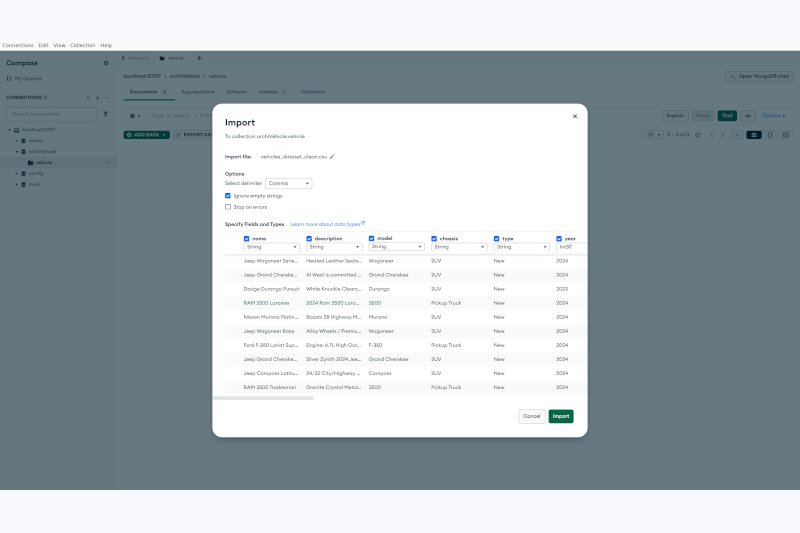 Connections Edit View Collection Help
Compass
My Queries
CONNECTIONS (1)
Search connections
localhost:27017
admin
archVehicle
vehicle
config
local
Welcome
vehicle
localhost:27017 > archVehicle > vehicle
Open MongoDB shell
Documents 0 Aggregations Schema Indexes 1 Validation
Explain Reset Find Options
ADD DATA EXPORT DATA
25 0 – 0 of 0
Import
To collection archVehicle.vehicle
Import file: vehicles_dataset_clean.csv
Options
Select delimiter Comma
Ignore empty strings
Stop on errors
Specify Fields and Types Learn more about data types
name description model chassis type year
String String String String String Int32
Jeep Wagoneer Serie... Heated Leather Seats... Wagoneer SUV New 2024
Jeep Grand Cheroke... Al West is committed ... Grand Cherokee SUV New 2024
Dodge Durango Pursuit White Knuckle Clearc... Durango SUV New 2023
RAM 3500 Laramie 2024 Ram 3500 Lara... 3500 Pickup Truck New 2024
Nissan Murano Platin... Boasts 28 Highway M... Murano SUV New 2024
Jeep Wagoneer Base Alloy Wheels / Premiu... Wagoneer SUV New 2024
Ford F-350 Lariat Sup... Engine: 6.7L High Out... F-350 Pickup Truck New 2024
Jeep Grand Cheroke... Silver Zynith 2024 Jee... Grand Cherokee SUV New 2024
Jeep Compass Latitu... 24/32 City/Highway ... Compass SUV New 2024
RAM 3500 Tradesman Granite Crystal Metal... 3500 Pickup Truck New 2024
Cancel Import